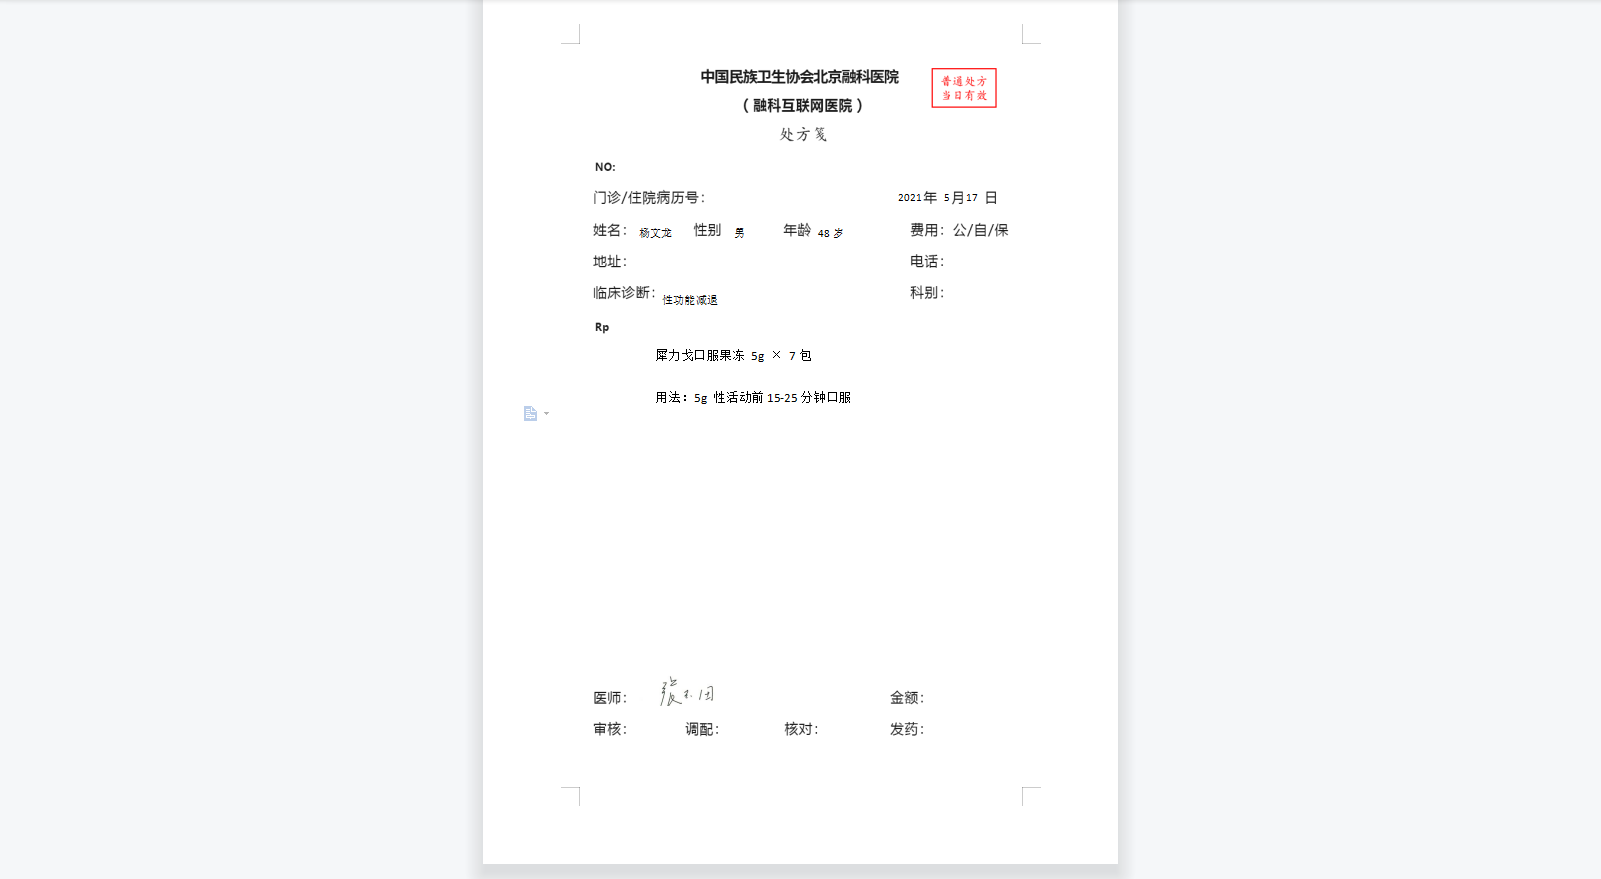 中国民族卫生协会北京融科医院
（融科互联网医院）
普通处方
当日有效
处方笺
NO:
门诊/住院病历号： 2021年 5月17 日
姓名： 杨文龙 性别 男 年龄 48 岁 费用：公/自/保
地址： 电话：
临床诊断：性功能减退 科别：
Rp
犀力戈口服果冻 5g × 7 包
用法：5g 性活动前 15-25 分钟口服
医师： 金额：
审核： 调配： 核对： 发药：